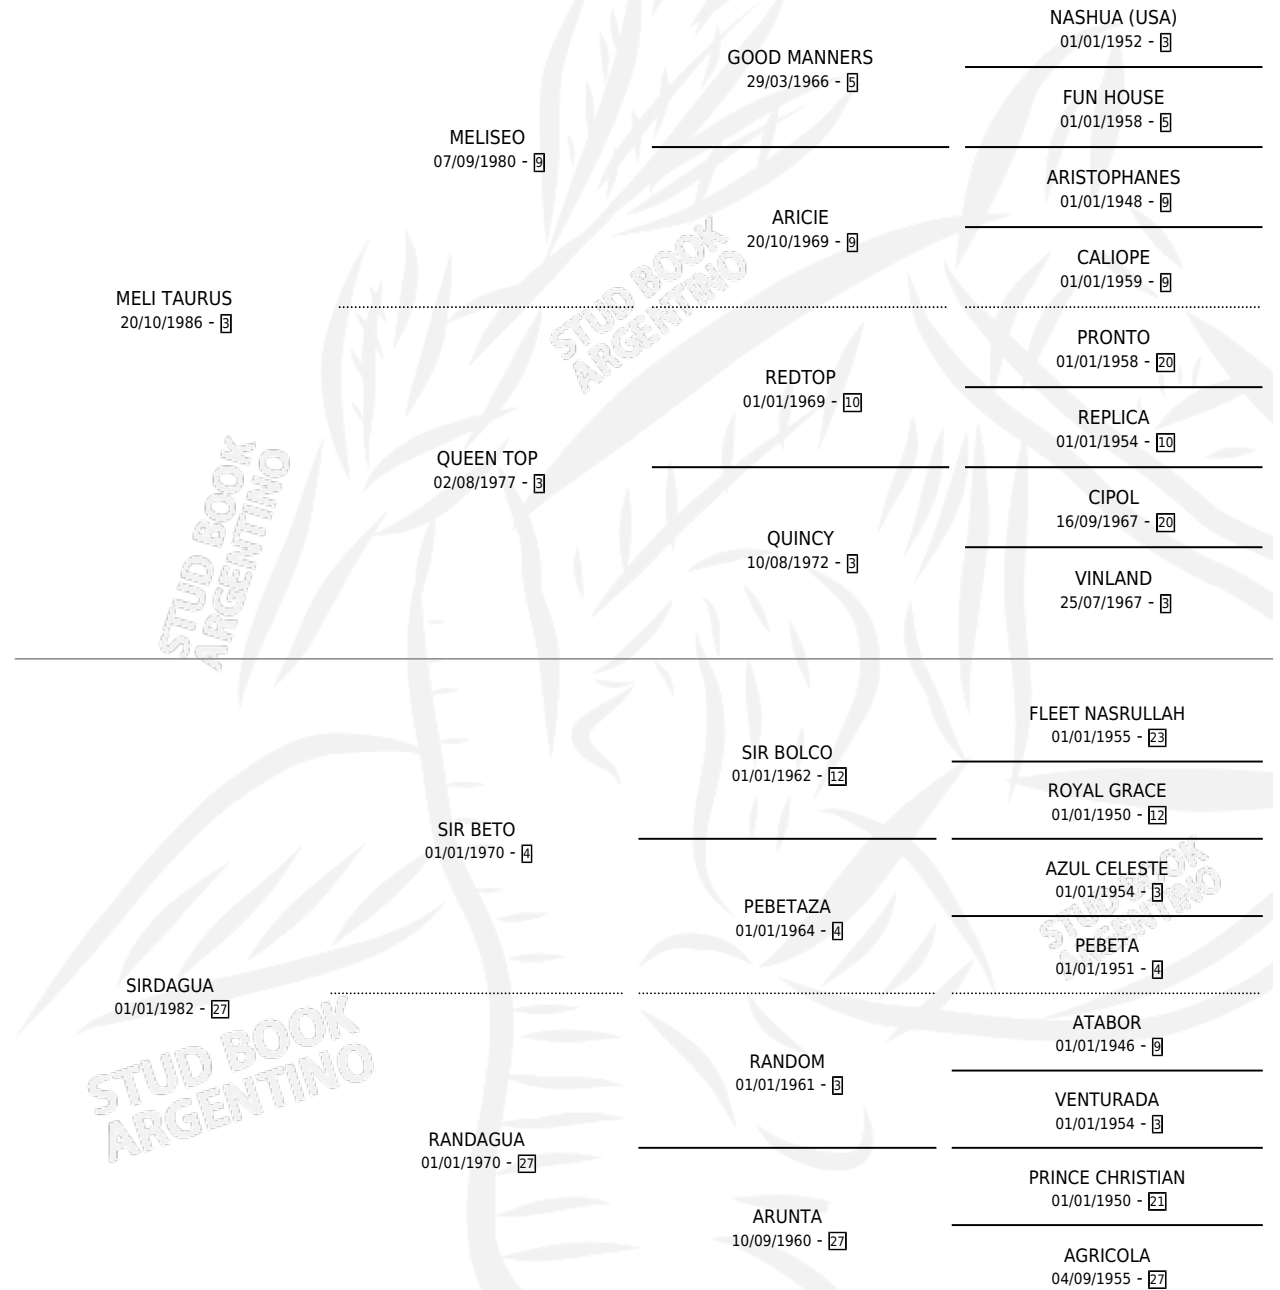 NASHUA (USA)
01/01/1952 - 3
GOOD MANNERS
29/03/1966 - 5
FUN HOUSE
01/01/1958 - 5
MELISEO
07/09/1980 - 9
ARISTOPHANES
01/01/1948 - 9
ARICIE
20/10/1969 - 9
CALIOPE
01/01/1959 - 9
MELI TAURUS
20/10/1986 - 3
PRONTO
01/01/1958 - 20
REDTOP
01/01/1969 - 10
REPLICA
01/01/1954 - 10
QUEEN TOP
02/08/1977 - 3
CIPOL
16/09/1967 - 20
QUINCY
10/08/1972 - 3
VINLAND
25/07/1967 - 3
FLEET NASRULLAH
01/01/1955 - 23
SIR BOLCO
01/01/1962 - 12
ROYAL GRACE
01/01/1950 - 12
SIR BETO
01/01/1970 - 4
AZUL CELESTE
01/01/1954 - 3
PEBETAZA
01/01/1964 - 4
PEBETA
01/01/1951 - 4
SIRDAGUA
01/01/1982 - 27
ATABOR
01/01/1946 - 9
RANDOM
01/01/1961 - 3
VENTURADA
01/01/1954 - 3
RANDAGUA
01/01/1970 - 27
PRINCE CHRISTIAN
01/01/1950 - 21
ARUNTA
10/09/1960 - 27
AGRICOLA
04/09/1955 - 27
STUD BOOK
ARGENTINO
STUD BOOK
ARGENTINO
STUD BOOK
ARGENTINO
STUD BOOK
ARGENTINO